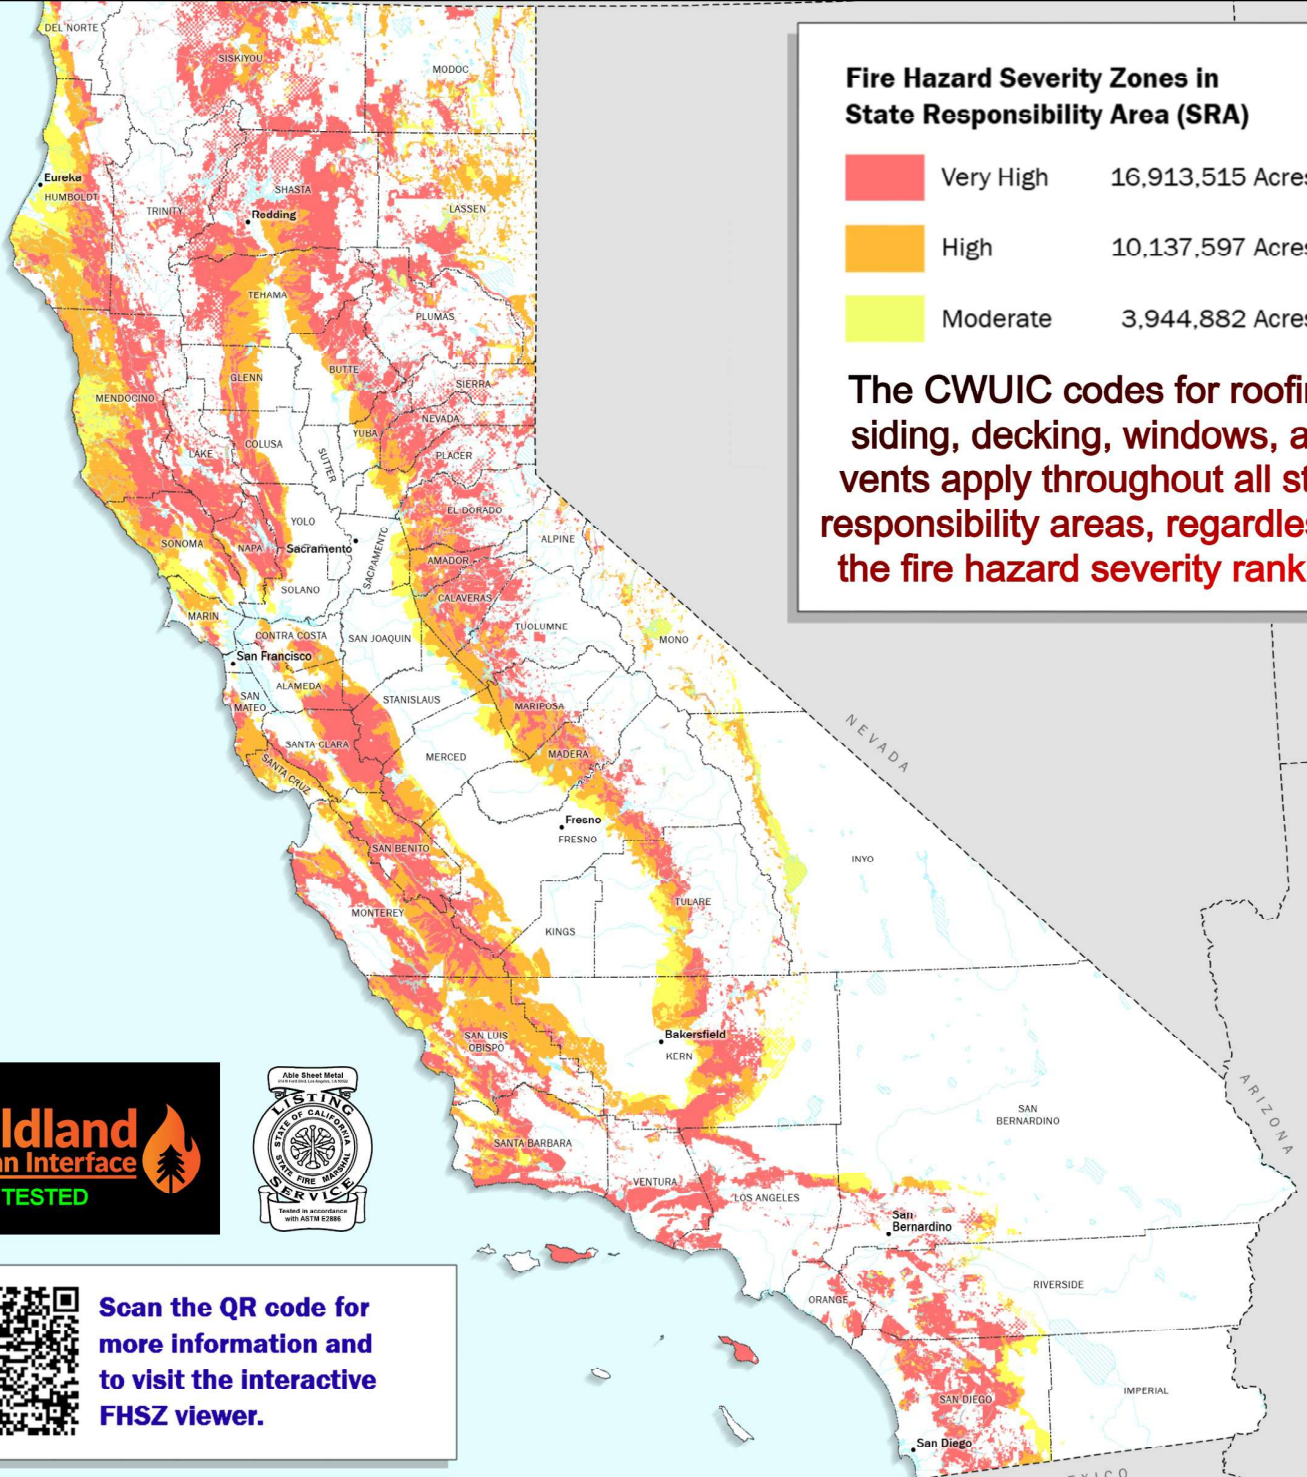 Fire Hazard Severity Zones in
State Responsibility Area (SRA)
Very High 16,913,515 Acres
High 10,137,597 Acres
Moderate 3,944,882 Acres
The CWUIC codes for roofin
siding, decking, windows, a
vents apply throughout all st
responsibility areas, regardles
the fire hazard severity rank
DEL NORTE
SISKIYOU
MODOC
Eureka
HUMBOLDT
TRINITY
SHASTA
Redding
LASSEN
TEHAMA
PLUMAS
GLENN
BUTTE
SIERRA
MENDOCINO
NEVADA
YUBA
COLUSA
LAKE
SUTTER
PLACER
EL DORADO
YOLO
SONOMA
NAPA
Sacramento
SACRAMENTO
ALPINE
AMADOR
SOLANO
CALAVERAS
MARIN
TUOLUMNE
CONTRA COSTA
SAN JOAQUIN
MONO
San Francisco
ALAMEDA
SAN
MATEO
STANISLAUS
MARIPOSA
NEVADA
SANTA CLARA
MERCED
MADERA
SANTA CRUZ
Fresno
FRESNO
SAN BENITO
INYO
TULARE
MONTEREY
KINGS
SAN LUIS
OBISPO
Bakersfield
KERN
SAN
BERNARDINO
ARIZONA
SANTA BARBARA
VENTURA
LOS ANGELES
San
Bernardino
RIVERSIDE
ORANGE
SAN DIEGO
IMPERIAL
San Diego
XICO
ldland
an Interface
TESTED
Able Sheet Metal
LISTING
STATE OF CALIFORNIA
STATE FIRE MARSHAL
SERVICE
Tested in accordance
with ASTM E2886
Scan the QR code for
more information and
to visit the interactive
FHSZ viewer.